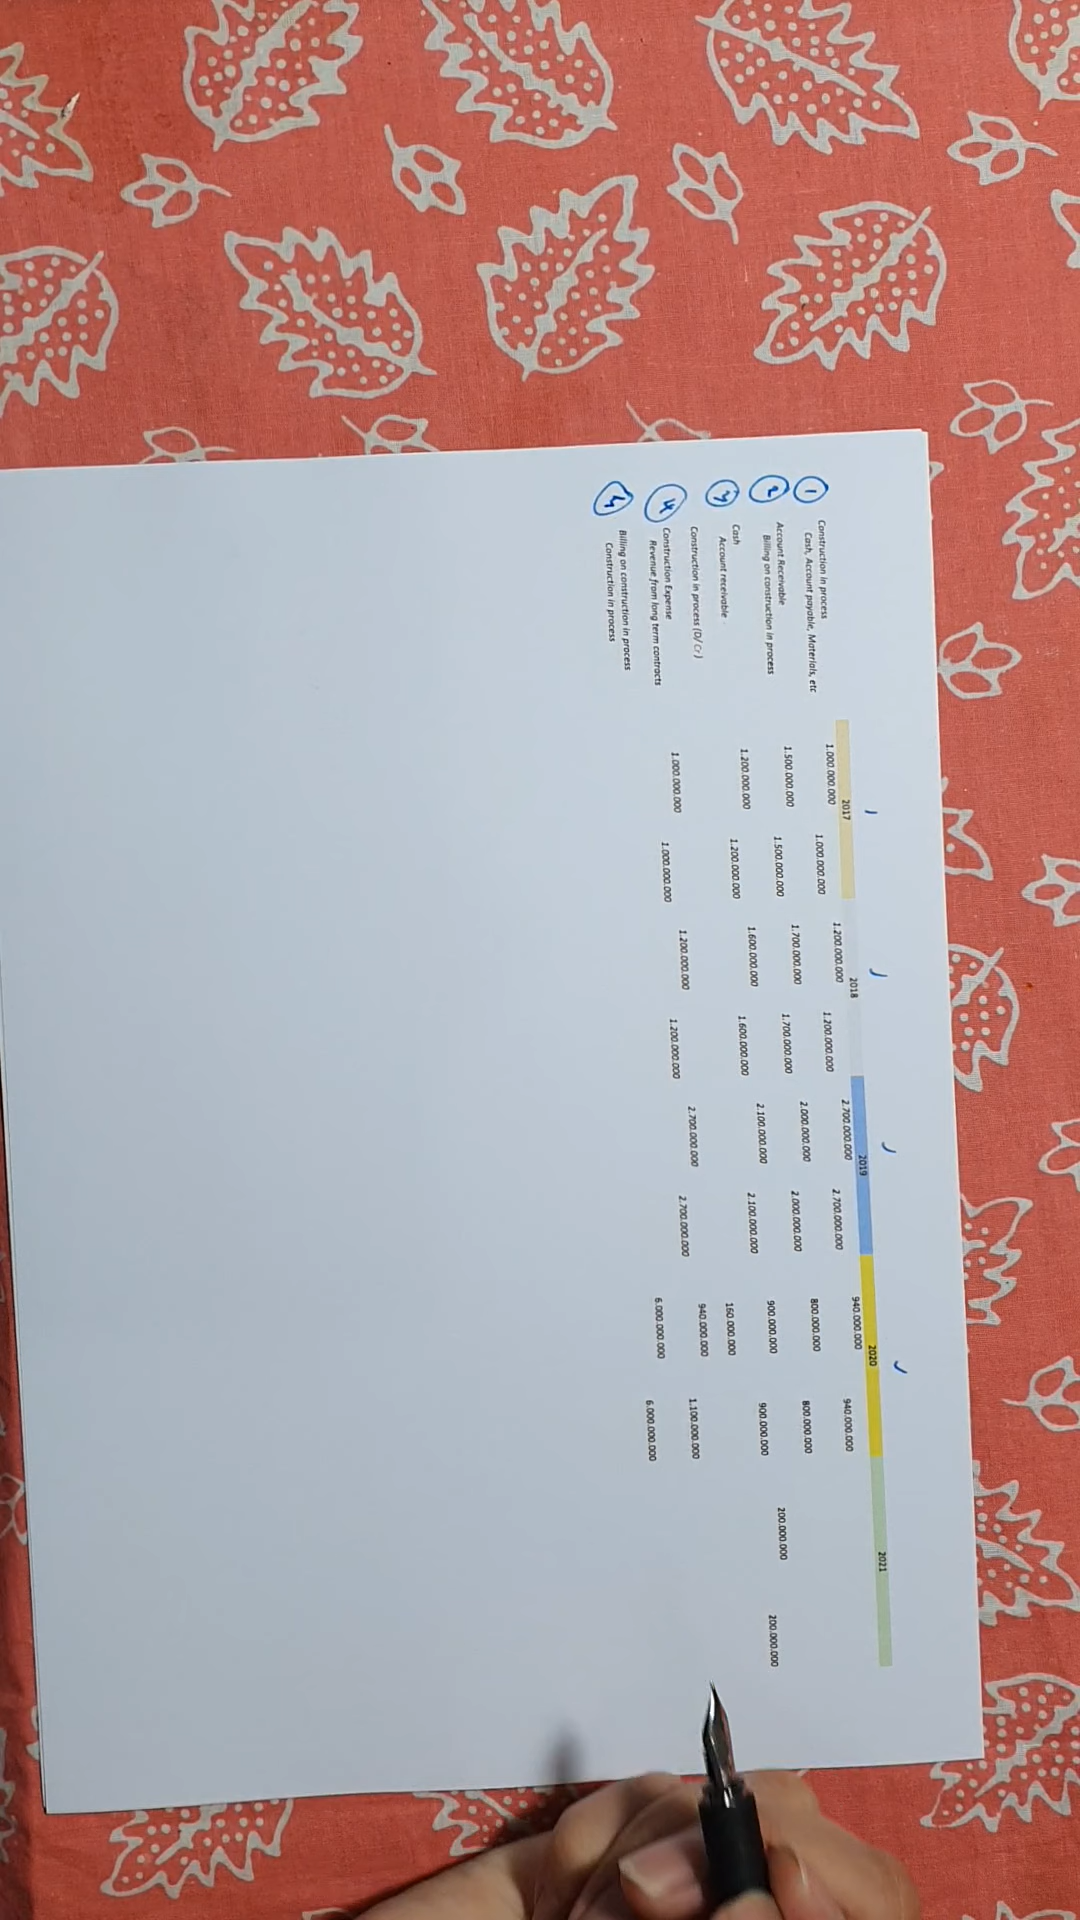 2017 2018 2019 2020 2021
1 Construction in process 1.000.000.000 1.200.000.000 2.700.000.000 940.000.000
Cash, Account payable, Materials, etc 1.000.000.000 1.200.000.000 2.700.000.000 940.000.000
2 Account Receivable 1.500.000.000 1.700.000.000 2.000.000.000 800.000.000
Billing on construction in process 1.500.000.000 1.700.000.000 2.000.000.000 800.000.000
3 Cash 1.200.000.000 1.600.000.000 2.100.000.000 900.000.000 200.000.000
Account receivable 1.200.000.000 1.600.000.000 2.100.000.000 900.000.000 200.000.000
Construction in process (D/ Cr) 160.000.000
4 Construction Expense 1.000.000.000 1.200.000.000 2.700.000.000 940.000.000
Revenue from long term contracts 1.000.000.000 1.200.000.000 2.700.000.000 1.100.000.000
5 Billing on construction in process 6.000.000.000
Construction in process 6.000.000.000